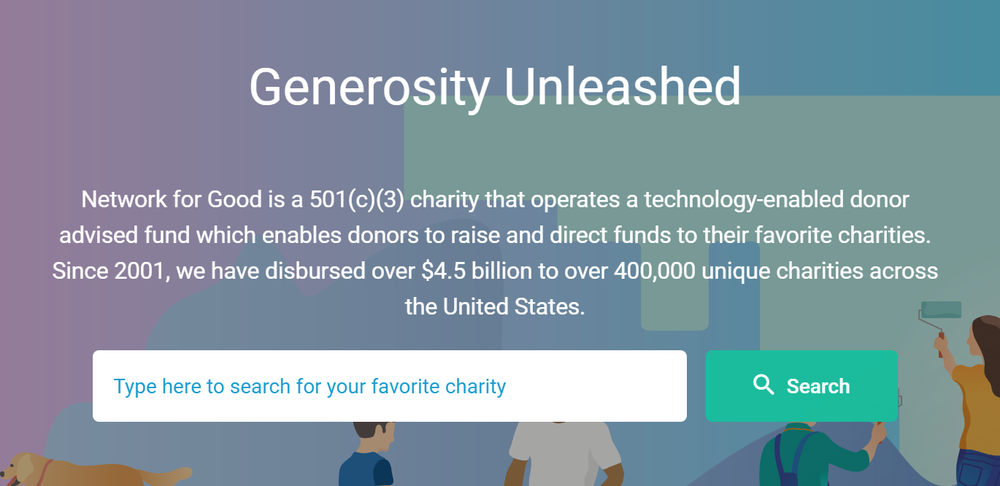 Generosity Unleashed
Network for Good is a 501(c)(3) charity that operates a technology-enabled donor
advised fund which enables donors to raise and direct funds to their favorite charities.
Since 2001, we have disbursed over $4.5 billion to over 400,000 unique charities across
the United States.
Type here to search for your favorite charity
Search